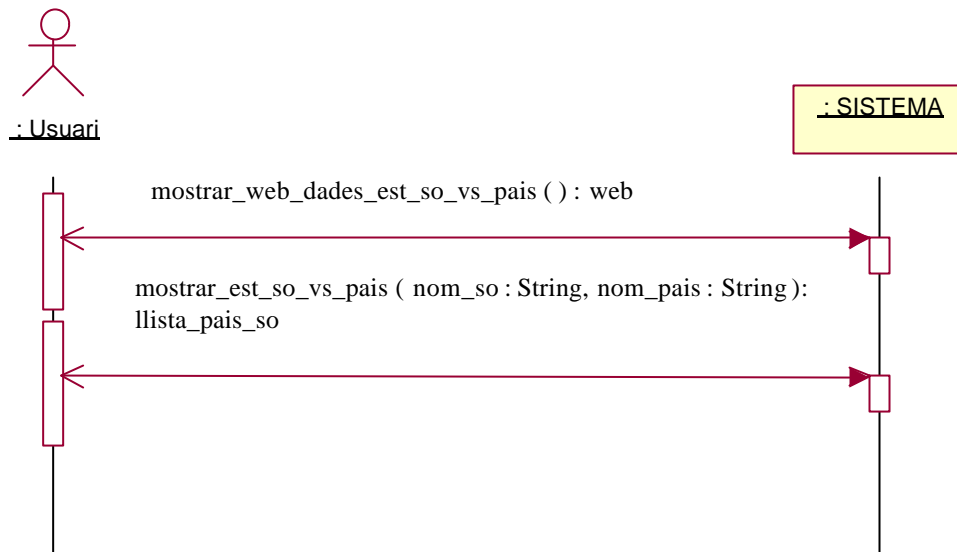 : Usuari
: SISTEMA
mostrar_web_dades_est_so_vs_pais ( ) : web
mostrar_est_so_vs_pais ( nom_so : String, nom_pais : String ):
llista_pais_so